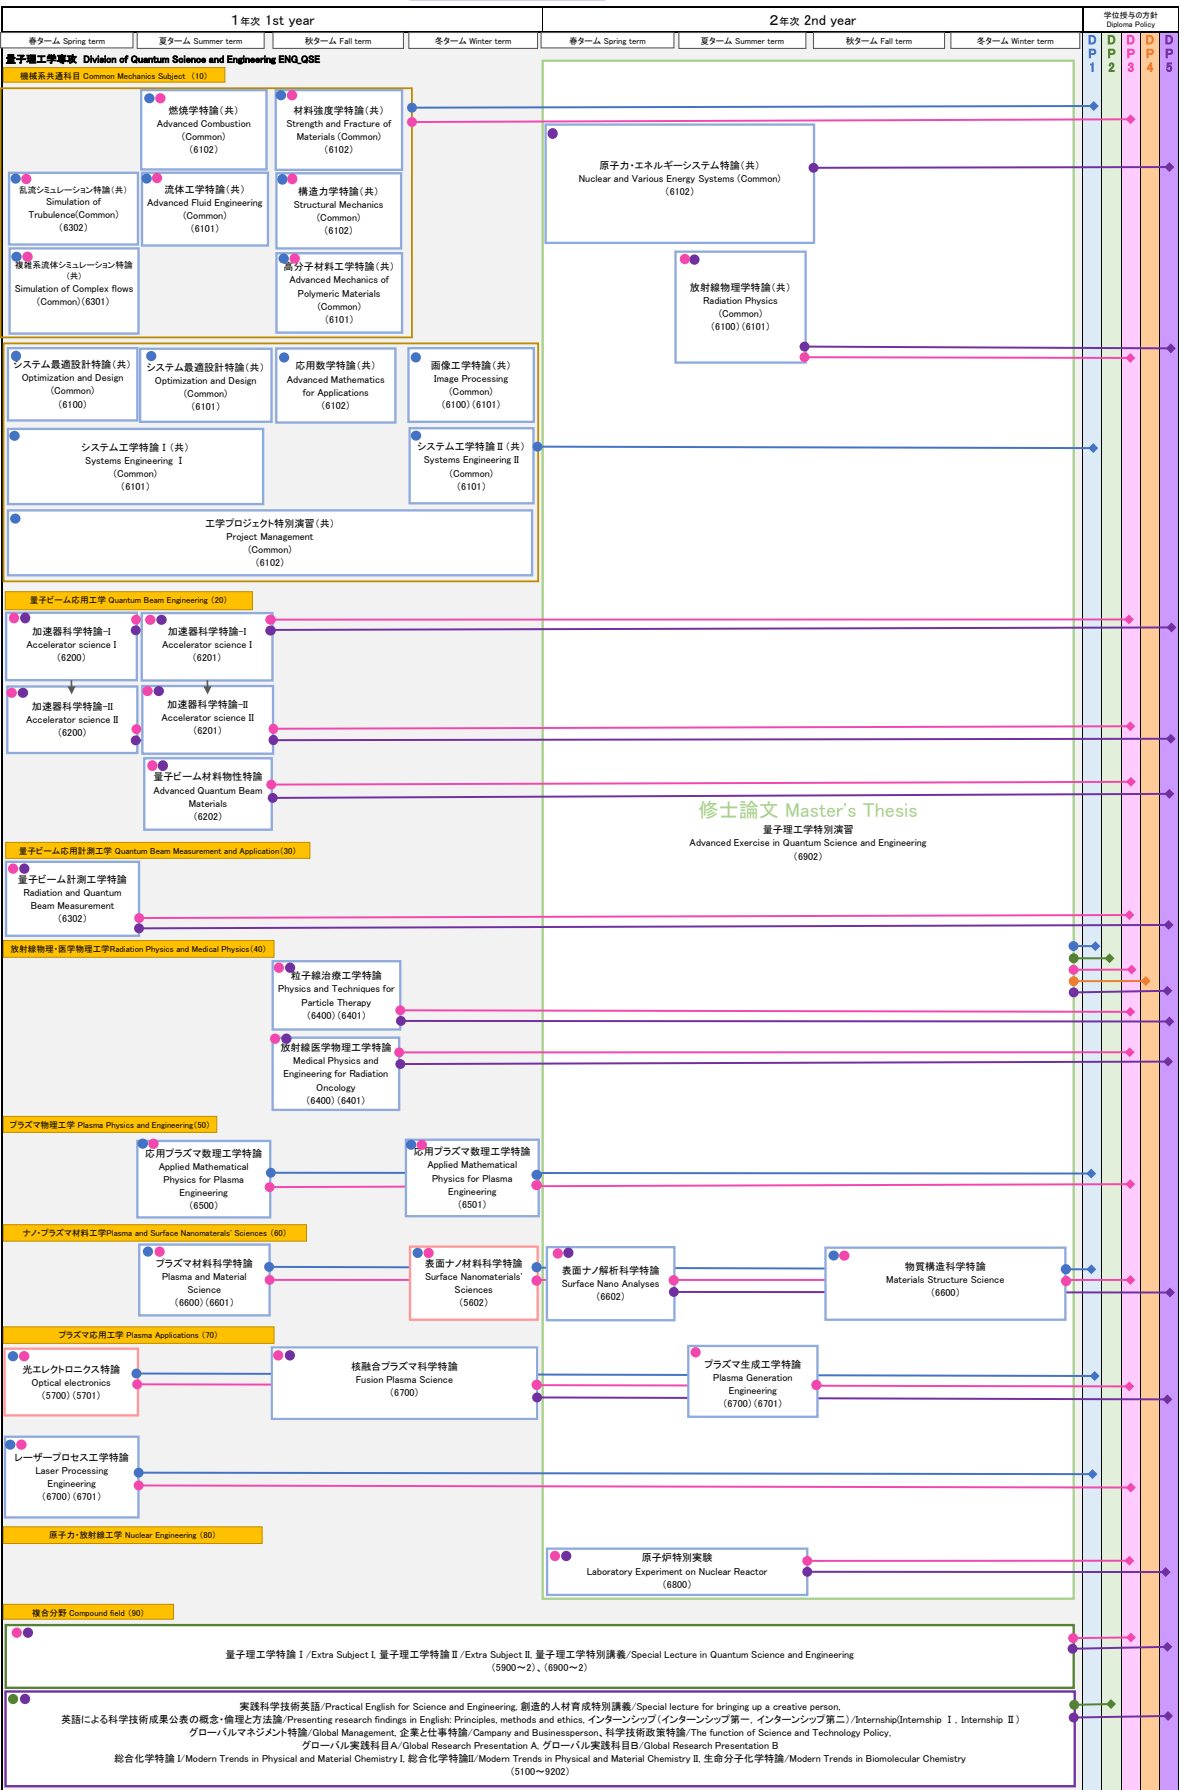 1年次 1st year
2年次 2nd year
学位授与の方針
Diploma Policy
春ターム Spring term
夏ターム Summer term
秋ターム Fall term
冬ターム Winter term
春ターム Spring term
夏ターム Summer term
秋ターム Fall term
冬ターム Winter term
DP1
DP2
DP3
DP4
DP5
量子理工学専攻 Division of Quantum Science and Engineering ENG_QSE
機械系共通科目 Common Mechanics Subject (10)
燃焼学特論(共)
Advanced Combustion
(Common)
(6102)
材料強度学特論(共)
Strength and Fracture of
Materials (Common)
(6102)
原子力・エネルギーシステム特論(共)
Nuclear and Various Energy Systems (Common)
(6102)
乱流シミュレーション特論(共)
Simulation of
Trubulence(Common)
(6302)
流体工学特論(共)
Advanced Fluid Engineering
(Common)
(6101)
構造力学特論(共)
Structural Mechanics
(Common)
(6102)
複雑系流体シミュレーション特論
(共)
Simulation of Complex flows
(Common)(6301)
高分子材料工学特論(共)
Advanced Mechanics of
Polymeric Materials
(Common)
(6101)
放射線物理学特論(共)
Radiation Physics
(Common)
(6100)(6101)
システム最適設計特論(共)
Optimization and Design
(Common)
(6100)
システム最適設計特論(共)
Optimization and Design
(Common)
(6101)
応用数学特論(共)
Advanced Mathematics
for Applications
(6102)
画像工学特論(共)
Image Processing
(Common)
(6100)(6101)
システム工学特論Ⅰ(共)
Systems Engineering Ⅰ
(Common)
(6101)
システム工学特論Ⅱ(共)
Systems Engineering Ⅱ
(Common)
(6101)
工学プロジェクト特別演習(共)
Project Management
(Common)
(6102)
量子ビーム応用工学 Quantum Beam Engineering (20)
加速器科学特論-Ⅰ
Accelerator science Ⅰ
(6200)
加速器科学特論-Ⅰ
Accelerator science Ⅰ
(6201)
加速器科学特論-Ⅱ
Accelerator science Ⅱ
(6200)
加速器科学特論-Ⅱ
Accelerator science Ⅱ
(6201)
量子ビーム材料物性特論
Advanced Quantum Beam
Materials
(6202)
修士論文 Master's Thesis
量子理工学特別演習
Advanced Exercise in Quantum Science and Engineering
(6902)
量子ビーム応用計測工学 Quantum Beam Measurement and Application(30)
量子ビーム計測工学特論
Radiation and Quantum
Beam Measurement
(6302)
放射線物理・医学物理工学Radiation Physics and Medical Physics(40)
粒子線治療工学特論
Physics and Techniques for
Particle Therapy
(6400)(6401)
放射線医学物理工学特論
Medical Physics and
Engineering for Radiation
Oncology
(6400)(6401)
プラズマ物理工学 Plasma Physics and Engineering(50)
応用プラズマ数理工学特論
Applied Mathematical
Physics for Plasma
Engineering
(6500)
応用プラズマ数理工学特論
Applied Mathematical
Physics for Plasma
Engineering
(6501)
ナノ・プラズマ材料工学Plasma and Surface Nanomaterals' Sciences (60)
プラズマ材料科学特論
Plasma and Material
Science
(6600)(6601)
表面ナノ材料科学特論
Surface Nanomaterials'
Sciences
(5602)
表面ナノ解析科学特論
Surface Nano Analyses
(6602)
物質構造科学特論
Materials Structure Science
(6600)
プラズマ応用工学 Plasma Applications (70)
光エレクトロニクス特論
Optical electronics
(5700)(5701)
核融合プラズマ科学特論
Fusion Plasma Science
(6700)
プラズマ生成工学特論
Plasma Generation
Engineering
(6700)(6701)
レーザープロセス工学特論
Laser Processing
Engineering
(6700)(6701)
原子力・放射線工学 Nuclear Engineering (80)
原子炉特別実験
Laboratory Experiment on Nuclear Reactor
(6800)
複合分野 Compound field (90)
量子理工学特論Ⅰ/Extra Subject Ⅰ, 量子理工学特論Ⅱ/Extra Subject Ⅱ, 量子理工学特別講義/Special Lecture in Quantum Science and Engineering
(5900~2)、(6900~2)
実践科学技術英語/Practical English for Science and Engineering, 創造的人材育成特別講義/Special lecture for bringing up a creative person,
英語による科学技術成果公表の概念・倫理と方法論/Presenting research findings in English: Principles, methods and ethics, インターンシップ(インターンシップ第一, インターンシップ第二)/Internship(Internship Ⅰ, Internship Ⅱ)
グローバルマネジメント特論/Global Management, 企業と仕事特論/Campany and Businessperson、科学技術政策特論/The function of Science and Technology Policy,
グローバル実践科目A/Global Research Presentation A, グローバル実践科目B/Global Research Presentation B
総合化学特論Ⅰ/Modern Trends in Physical and Material Chemistry Ⅰ, 総合化学特論Ⅱ/Modern Trends in Physical and Material Chemistry Ⅱ, 生命分子化学特論/Modern Trends in Biomolecular Chemistry
(5100~9202)